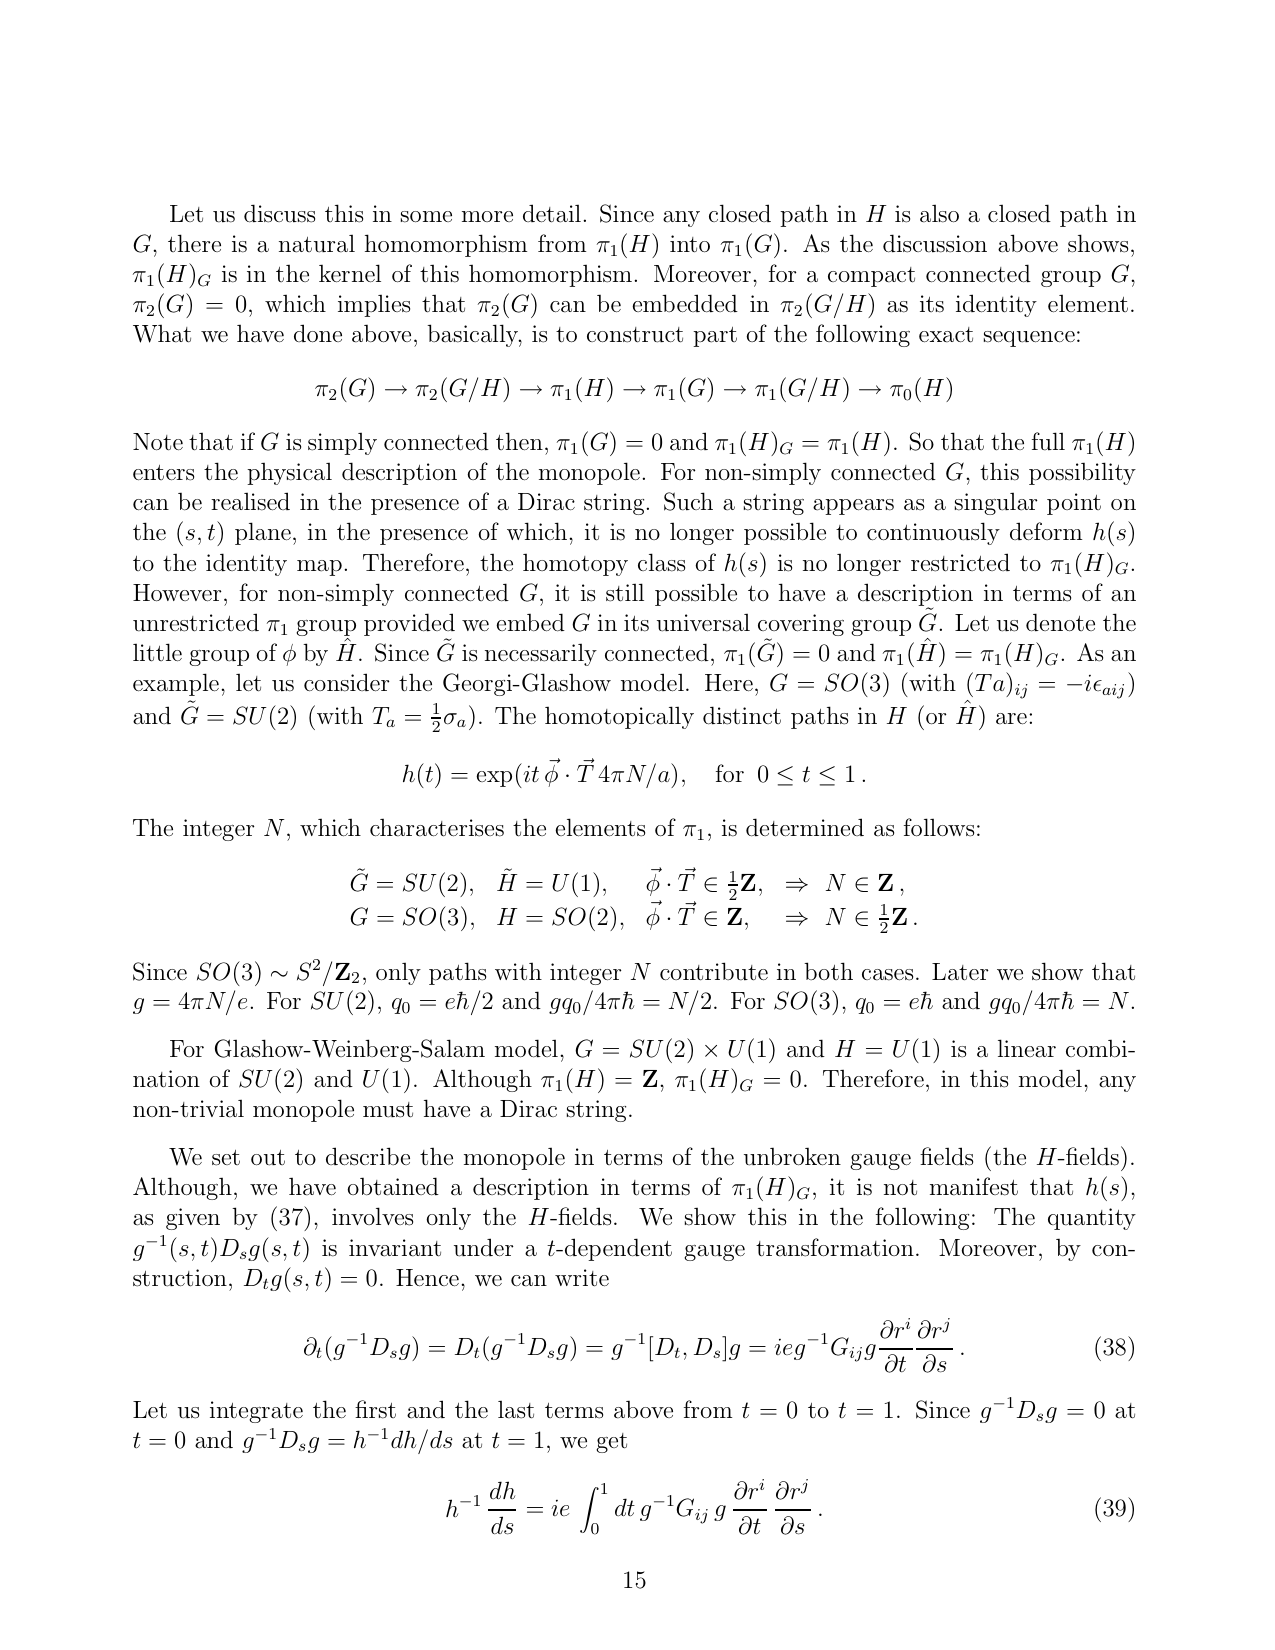 Let us discuss this in some more detail. Since any closed path in H is also a closed path in
G, there is a natural homomorphism from π₁(H) into π₁(G). As the discussion above shows,
π₁(H)_G is in the kernel of this homomorphism. Moreover, for a compact connected group G,
π₂(G) = 0, which implies that π₂(G) can be embedded in π₂(G/H) as its identity element.
What we have done above, basically, is to construct part of the following exact sequence:
π₂(G) → π₂(G/H) → π₁(H) → π₁(G) → π₁(G/H) → π₀(H)
Note that if G is simply connected then, π₁(G) = 0 and π₁(H)_G = π₁(H). So that the full π₁(H)
enters the physical description of the monopole. For non-simply connected G, this possibility
can be realised in the presence of a Dirac string. Such a string appears as a singular point on
the (s, t) plane, in the presence of which, it is no longer possible to continuously deform h(s)
to the identity map. Therefore, the homotopy class of h(s) is no longer restricted to π₁(H)_G.
However, for non-simply connected G, it is still possible to have a description in terms of an
unrestricted π₁ group provided we embed G in its universal covering group G̃. Let us denote the
little group of ϕ by Ĥ. Since G̃ is necessarily connected, π₁(G̃) = 0 and π₁(Ĥ) = π₁(H)_G. As an
example, let us consider the Georgi-Glashow model. Here, G = SO(3) (with (Ta)_{ij} = −iϵ_{aij})
and G̃ = SU(2) (with T_a = ½σ_a). The homotopically distinct paths in H (or Ĥ) are:
h(t) = exp(it ϕ⃗ · T⃗ 4πN/a), for 0 ≤ t ≤ 1 .
The integer N, which characterises the elements of π₁, is determined as follows:
G̃ = SU(2), H̃ = U(1), ϕ⃗ · T⃗ ∈ ½Z, ⇒ N ∈ Z ,
G = SO(3), H = SO(2), ϕ⃗ · T⃗ ∈ Z, ⇒ N ∈ ½Z .
Since SO(3) ∼ S²/Z₂, only paths with integer N contribute in both cases. Later we show that
g = 4πN/e. For SU(2), q₀ = eħ/2 and gq₀/4πħ = N/2. For SO(3), q₀ = eħ and gq₀/4πħ = N.
For Glashow-Weinberg-Salam model, G = SU(2) × U(1) and H = U(1) is a linear combi-
nation of SU(2) and U(1). Although π₁(H) = Z, π₁(H)_G = 0. Therefore, in this model, any
non-trivial monopole must have a Dirac string.
We set out to describe the monopole in terms of the unbroken gauge fields (the H-fields).
Although, we have obtained a description in terms of π₁(H)_G, it is not manifest that h(s),
as given by (37), involves only the H-fields. We show this in the following: The quantity
g⁻¹(s, t)D_s g(s, t) is invariant under a t-dependent gauge transformation. Moreover, by con-
struction, D_t g(s, t) = 0. Hence, we can write
∂_t(g⁻¹D_s g) = D_t(g⁻¹D_s g) = g⁻¹[D_t, D_s]g = ieg⁻¹G_{ij}g ∂rⁱ/∂t ∂rʲ/∂s . (38)
Let us integrate the first and the last terms above from t = 0 to t = 1. Since g⁻¹D_s g = 0 at
t = 0 and g⁻¹D_s g = h⁻¹dh/ds at t = 1, we get
h⁻¹ dh/ds = ie ∫₀¹ dt g⁻¹G_{ij} g ∂rⁱ/∂t ∂rʲ/∂s . (39)
15